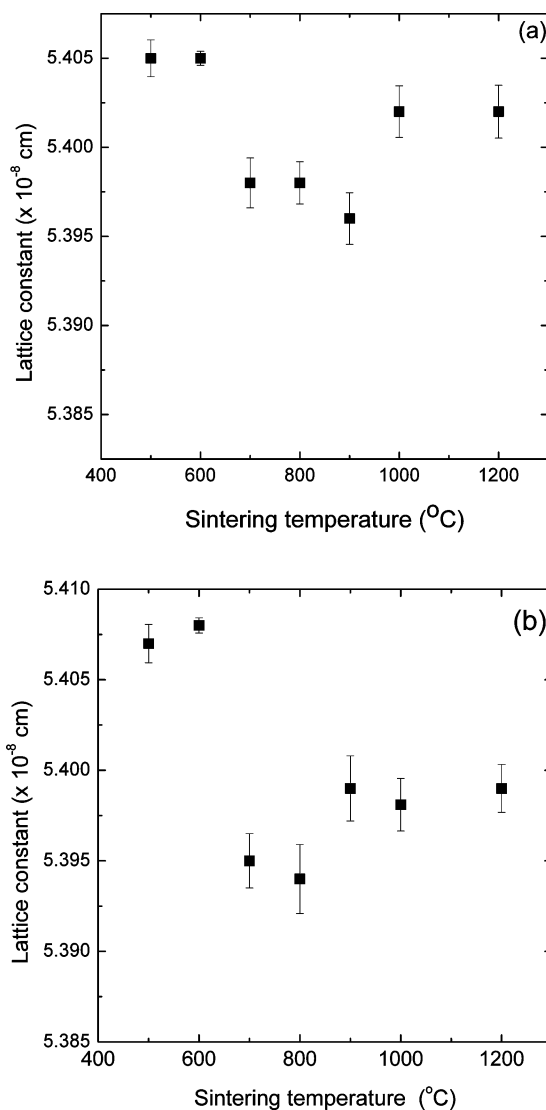 (a)
5.405
5.400
5.395
5.390
5.385
Lattice constant (x 10⁻⁸ cm)
400 600 800 1000 1200
Sintering temperature (⁰C)
(b)
5.410
5.405
5.400
5.395
5.390
5.385
Lattice constant (x 10⁻⁸ cm)
400 600 800 1000 1200
Sintering temperature (°C)